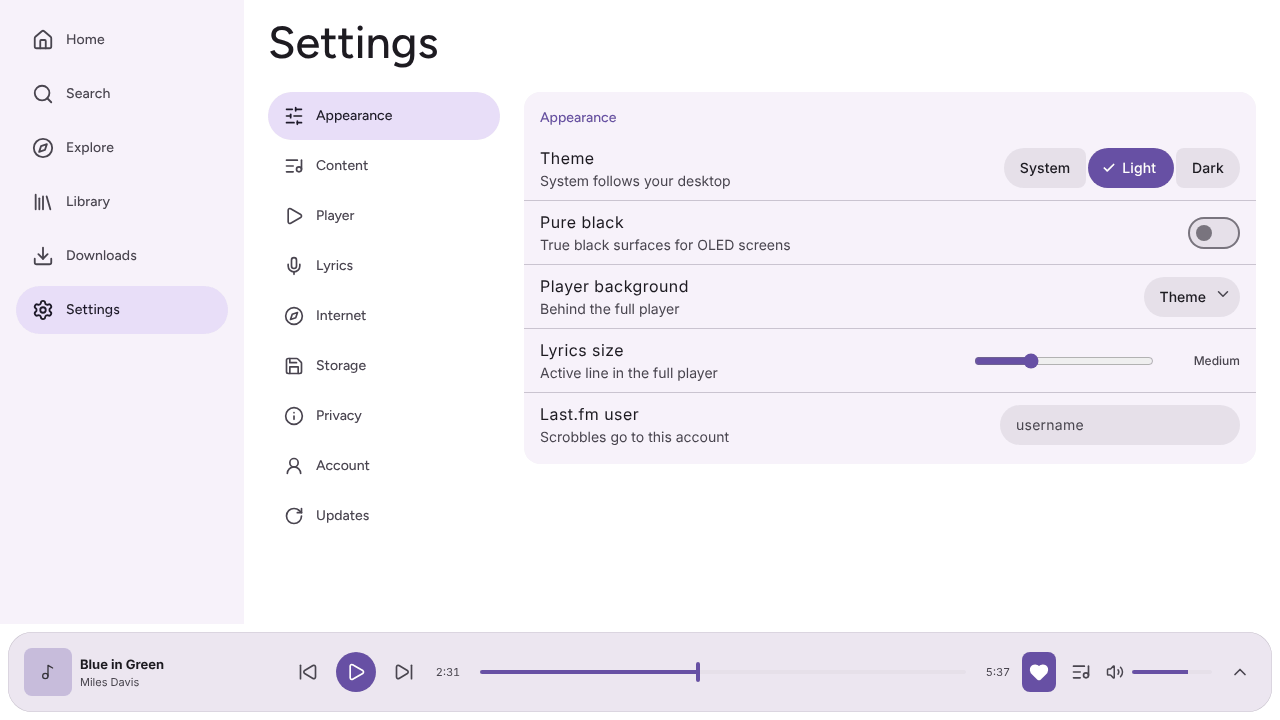 Home
Search
Explore
Library
Downloads
Settings
Settings
Appearance
Content
Player
Lyrics
Internet
Storage
Privacy
Account
Updates
Appearance
Theme
System follows your desktop
System
Light
Dark
Pure black
True black surfaces for OLED screens
Player background
Behind the full player
Theme
Lyrics size
Active line in the full player
Medium
Last.fm user
Scrobbles go to this account
username
Blue in Green
Miles Davis
2:31
5:37